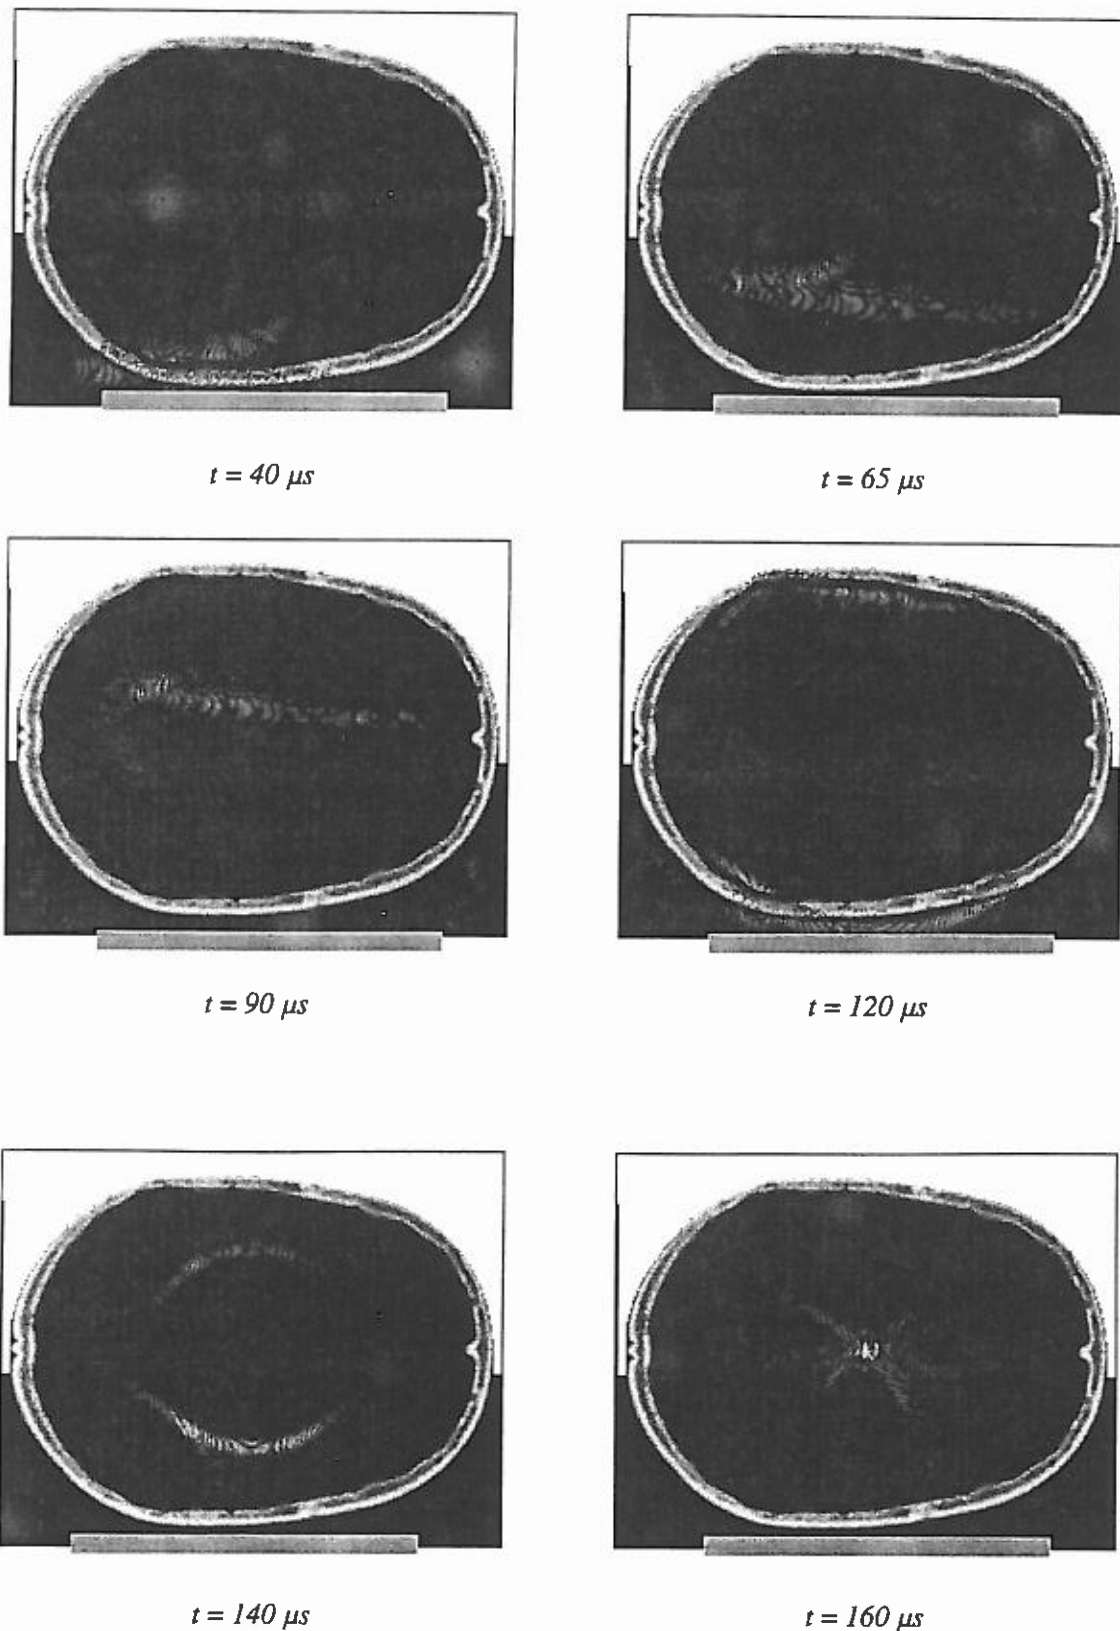 t = 40 μs
t = 65 μs
t = 90 μs
t = 120 μs
t = 140 μs
t = 160 μs